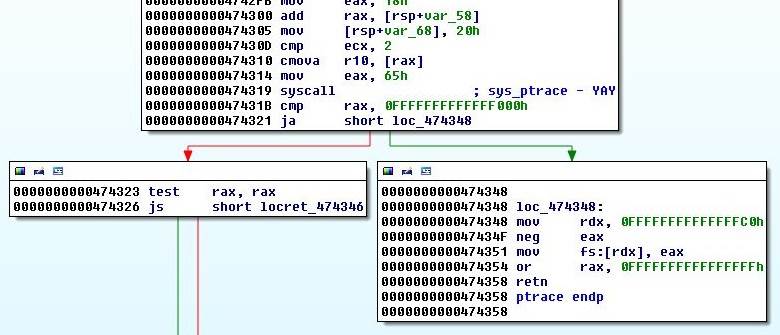 00000000004742FB mov     eax, 18h
0000000000474300 add     rax, [rsp+var_58]
0000000000474305 mov     [rsp+var_68], 20h
000000000047430D cmp     ecx, 2
0000000000474310 cmova   r10, [rax]
0000000000474314 mov     eax, 65h
0000000000474319 syscall                 ; sys_ptrace - YAY
000000000047431B cmp     rax, 0FFFFFFFFFFFFF000h
0000000000474321 ja      short loc_474348
0000000000474323 test    rax, rax
0000000000474326 js      short locret_474346
0000000000474348
0000000000474348 loc_474348:
0000000000474348 mov     rdx, 0FFFFFFFFFFFFFFC0h
000000000047434F neg     eax
0000000000474351 mov     fs:[rdx], eax
0000000000474354 or      rax, 0FFFFFFFFFFFFFFFFh
0000000000474358 retn
0000000000474358 ptrace endp
0000000000474358